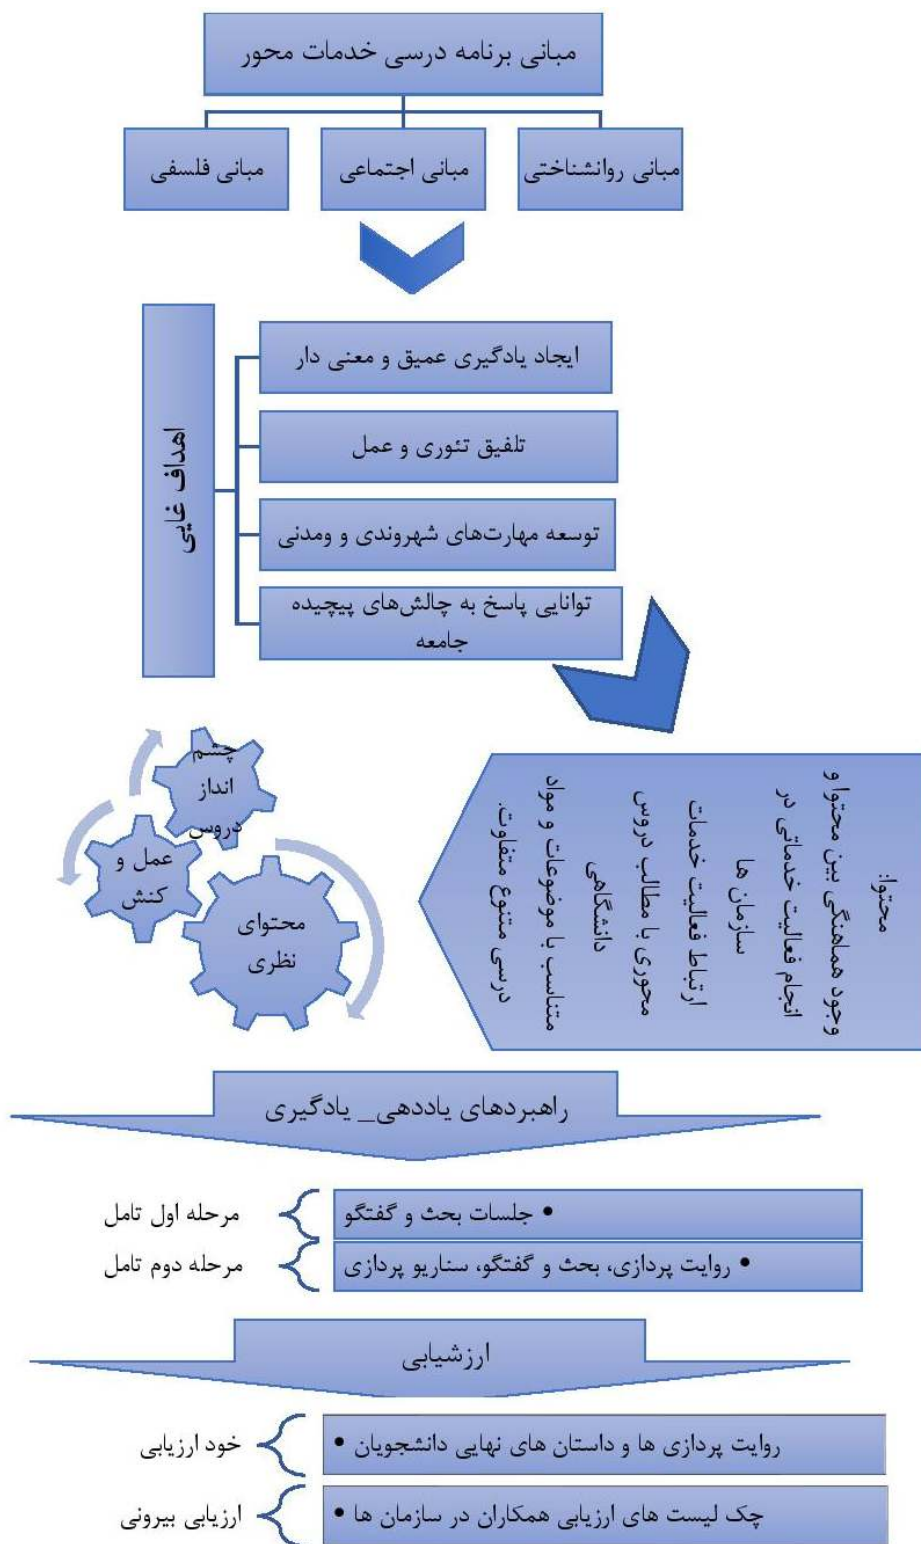 مبانی برنامه درسی خدمات محور
مبانی روانشناختی
مبانی اجتماعی
مبانی فلسفی
اهداف غایی
ایجاد یادگیری عمیق و معنی دار
تلفیق تئوری و عمل
توسعه مهارت‌های شهروندی و ومدنی
توانایی پاسخ به چالش‌های پیچیده
جامعه
محتوا:
وجود هماهنگی بین محتوا و
انجام فعالیت خدماتی در
سازمان ها
ارتباط فعالیت خدمات
محوری با مطالب دروس
دانشگاهی
متناسب با موضوعات و مواد
درسی متنوع متفاوت.
چشم
انداز
دروس
عمل و
کنش
محتوای
نظری
راهبردهای یاددهی_ یادگیری
• جلسات بحث و گفتگو
مرحله اول تامل
• روایت پردازی، بحث و گفتگو، سناریو پردازی
مرحله دوم تامل
ارزشیابی
روایت پردازی ها و داستان های نهایی دانشجویان •
خود ارزیابی
چک لیست های ارزیابی همکاران در سازمان ها •
ارزیابی بیرونی